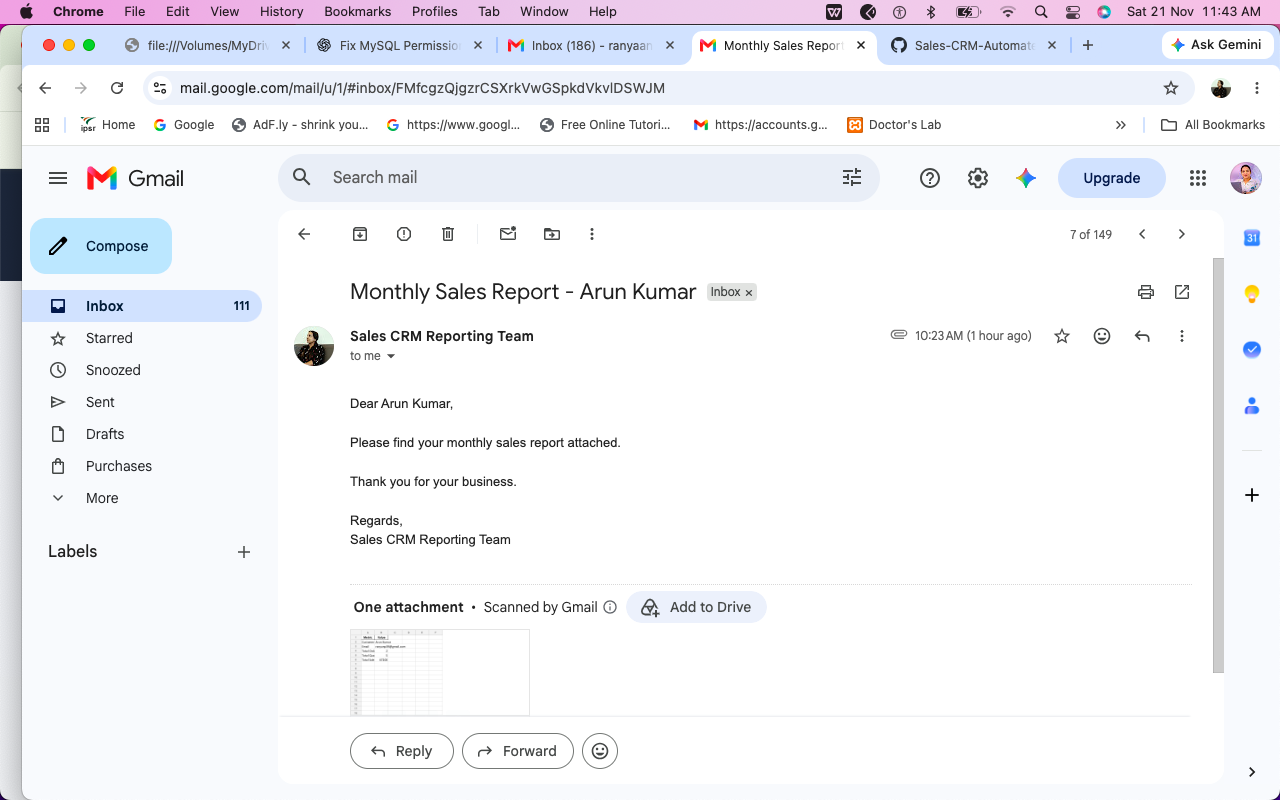 Chrome File Edit View History Bookmarks Profiles Tab Window Help Sat 21 Nov 11:43 AM
file:///Volumes/MyDriv Fix MySQL Permission Inbox (186) - ranyaan Monthly Sales Report Sales-CRM-Automat Ask Gemini
mail.google.com/mail/u/1/#inbox/FMfcgzQjgzrCSXrkVwGSpkdVkvlDSWJM
Home Google AdF.ly - shrink you... https://www.googl... Free Online Tutori... https://accounts.g... Doctor's Lab » All Bookmarks
Gmail Search mail Upgrade
Compose
7 of 149
31
Inbox 111
Starred
Snoozed
Sent
Drafts
Purchases
More
Labels
Monthly Sales Report - Arun Kumar Inbox ×
Sales CRM Reporting Team 10:23 AM (1 hour ago)
to me
Dear Arun Kumar,
Please find your monthly sales report attached.
Thank you for your business.
Regards,
Sales CRM Reporting Team
One attachment • Scanned by Gmail Add to Drive
Reply Forward